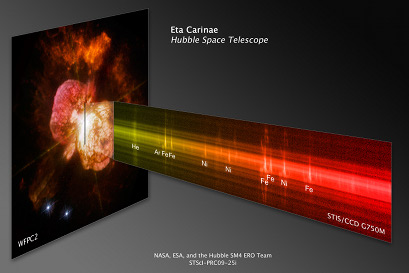 Eta Carinae
Hubble Space Telescope
He
Ar Fe Fe
Ni
Ni
Fe
Fe
Ni
Fe
WFPC2
STIS/CCD G750M
NASA, ESA, and the Hubble SM4 ERO Team
STScI-PRC09-25i